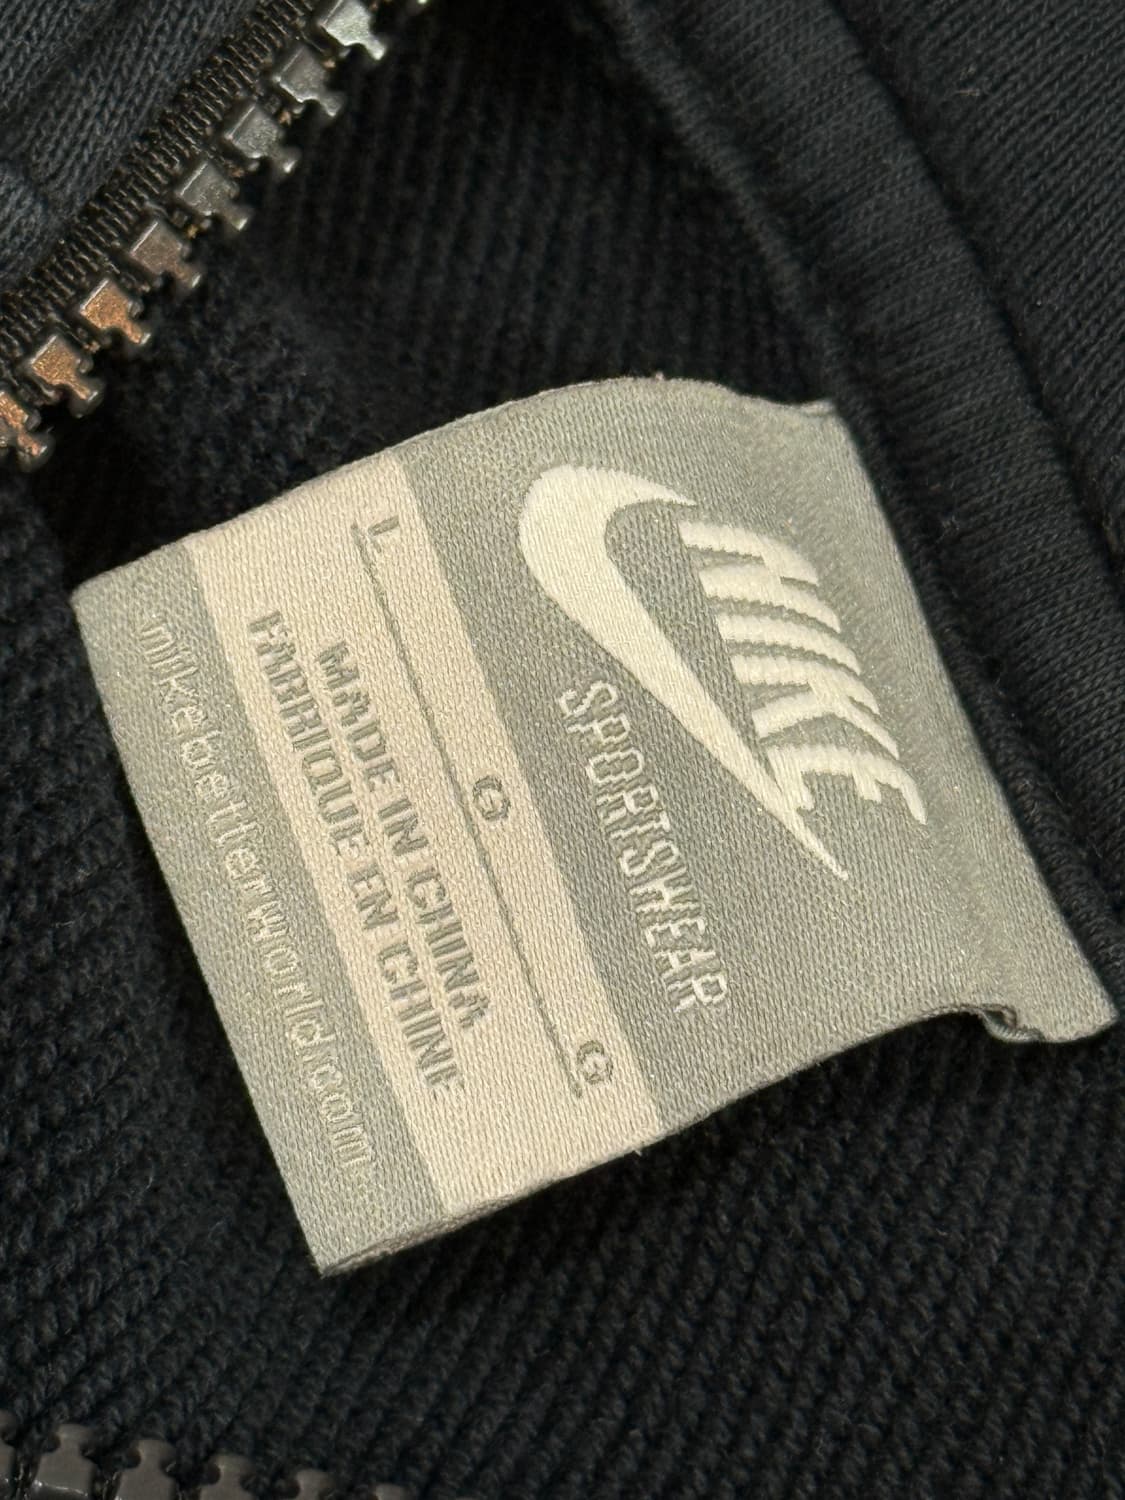 NIKE
SPORTSWEAR
L G G
MADE IN CHINA
FABRIQUE EN CHINE
nikebetterworld.com